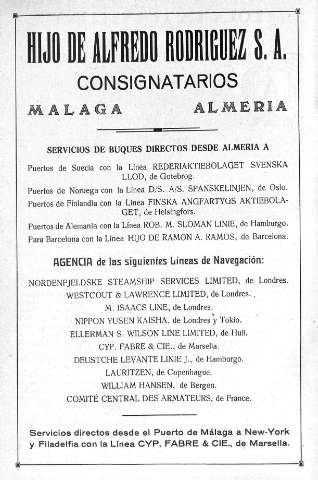 HIJO DE ALFREDO RODRIGUEZ S. A.
CONSIGNATARIOS
MALAGA ALMERIA
SERVICIOS DE BUQUES DIRECTOS DESDE ALMERIA A
Puertos de Suecia con la Línea REDERIAKTIEBOLAGET SVENSKA
LLOD, de Gotebrog.
Puertos de Noruega con la Línea D/S. A/S. SPANSKELINJEN, de Oslo.
Puertos de Finlandia con la Línea FINSKA ANGFARTYGS AKTIEBOLA-
GET, de Helsingfors.
Puertos de Alemania con la Línea ROB. M. SLOMAN LINIE, de Hamburgo.
Para Barcelona con la Línea HIJO DE RAMON A. RAMOS, de Barcelona.
AGENCIA de las siguientes Líneas de Navegación:
NORDENFJELDSKE STEAMSHIP SERVICES LIMITED, de Londres.
WESTCOUT & LAWRENCE LIMITED, de Londres.
M. ISAACS LINE, de Londres.
NIPPON YUSEN KAISHA, de Londres y Tokio.
ELLERMAN S. WILSON LINE LIMITED, de Hull.
CYP. FABRE & CIE., de Marsella.
DEUSTCHE LEVANTE LINIE J., de Hamburgo.
LAURITZEN, de Copenhague.
WILLIAM HANSEN, de Bergen.
COMITÉ CENTRAL DES ARMATEURS, de France.
Servicios directos desde el Puerto de Málaga a New-York
y Filadelfia con la Línea CYP. FABRE & CIE., de Marsella.